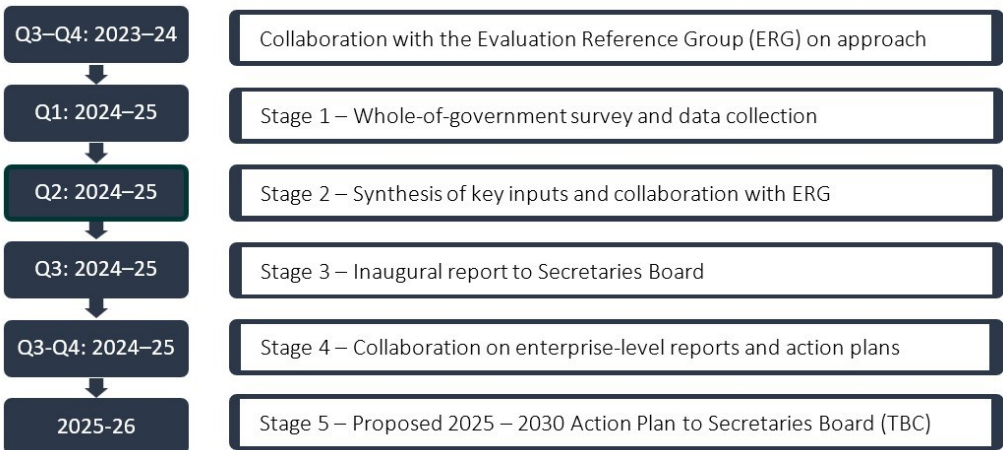 Q3–Q4: 2023–24
Collaboration with the Evaluation Reference Group (ERG) on approach
Q1: 2024–25
Stage 1 – Whole-of-government survey and data collection
Q2: 2024–25
Stage 2 – Synthesis of key inputs and collaboration with ERG
Q3: 2024–25
Stage 3 – Inaugural report to Secretaries Board
Q3-Q4: 2024–25
Stage 4 – Collaboration on enterprise-level reports and action plans
2025-26
Stage 5 – Proposed 2025 – 2030 Action Plan to Secretaries Board (TBC)